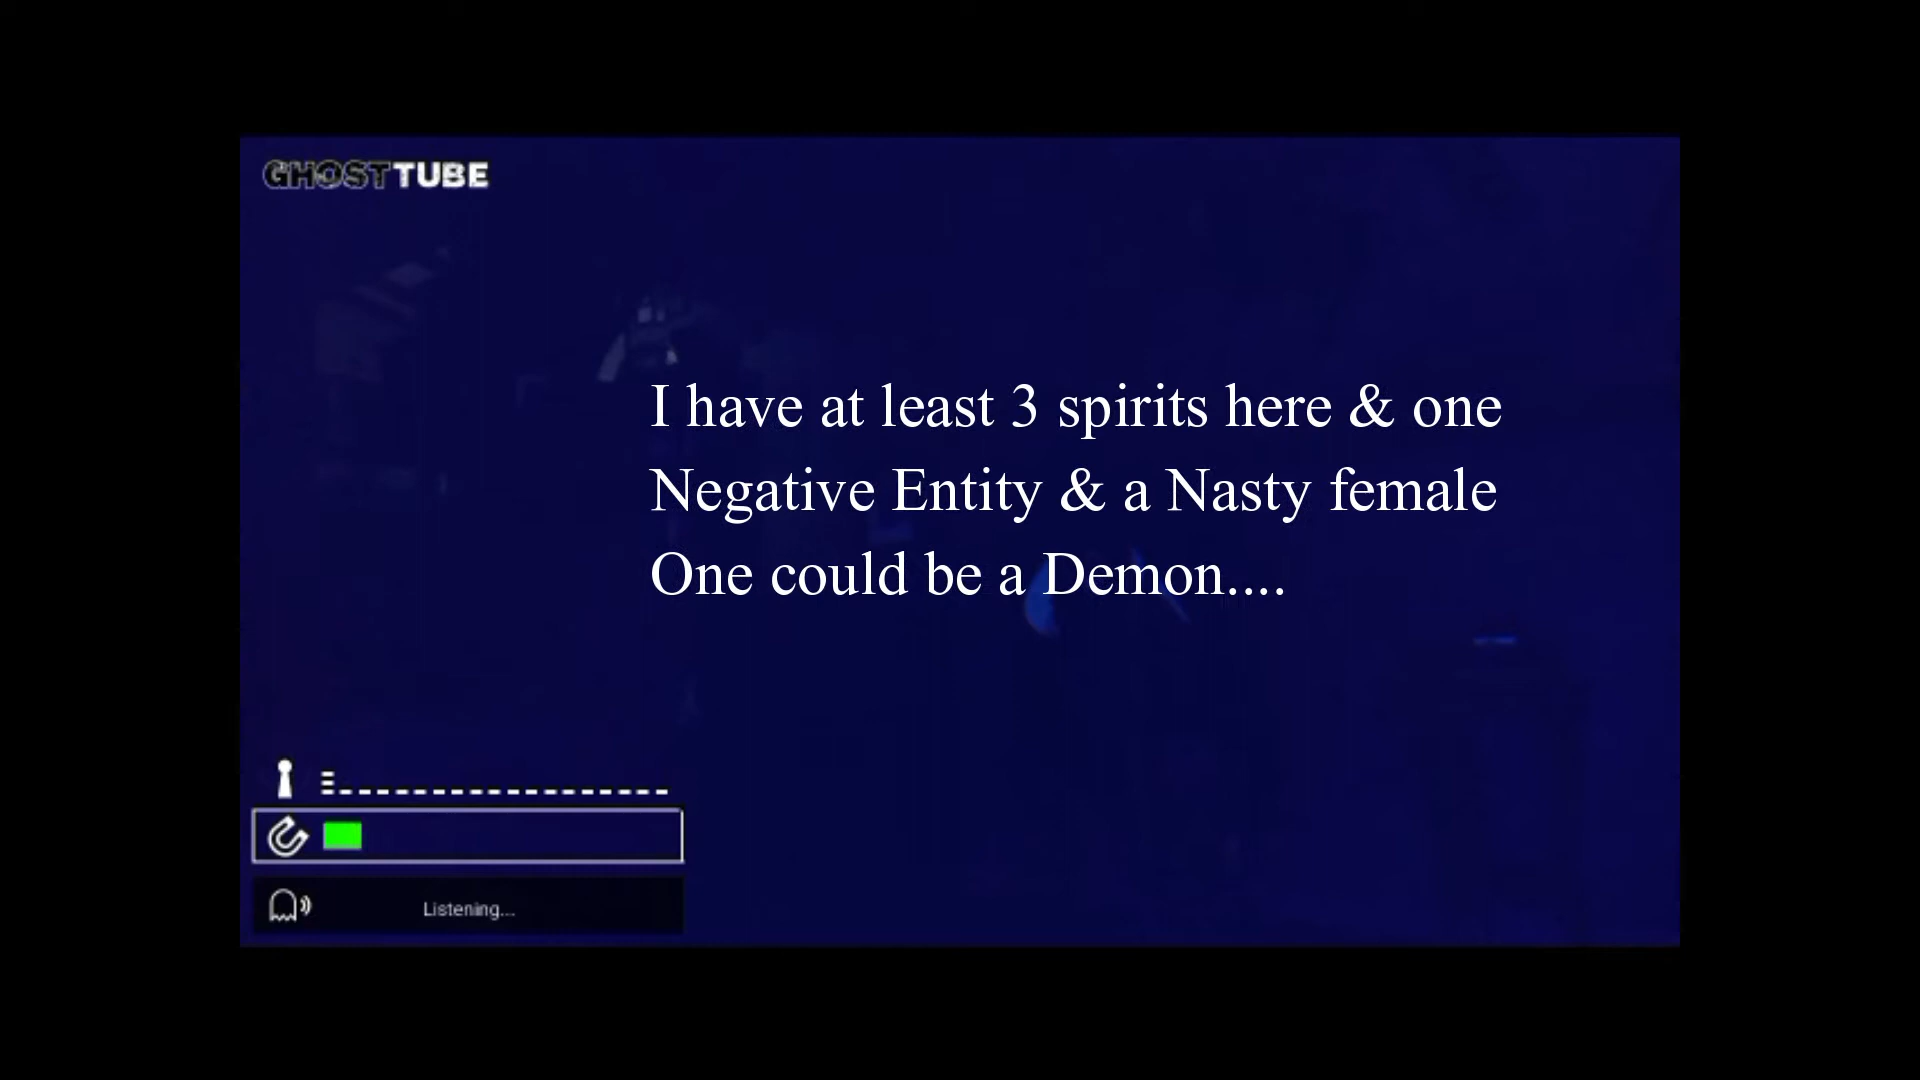 GHOSTTUBE
I have at least 3 spirits here & one
Negative Entity & a Nasty female
One could be a Demon....
Listening...